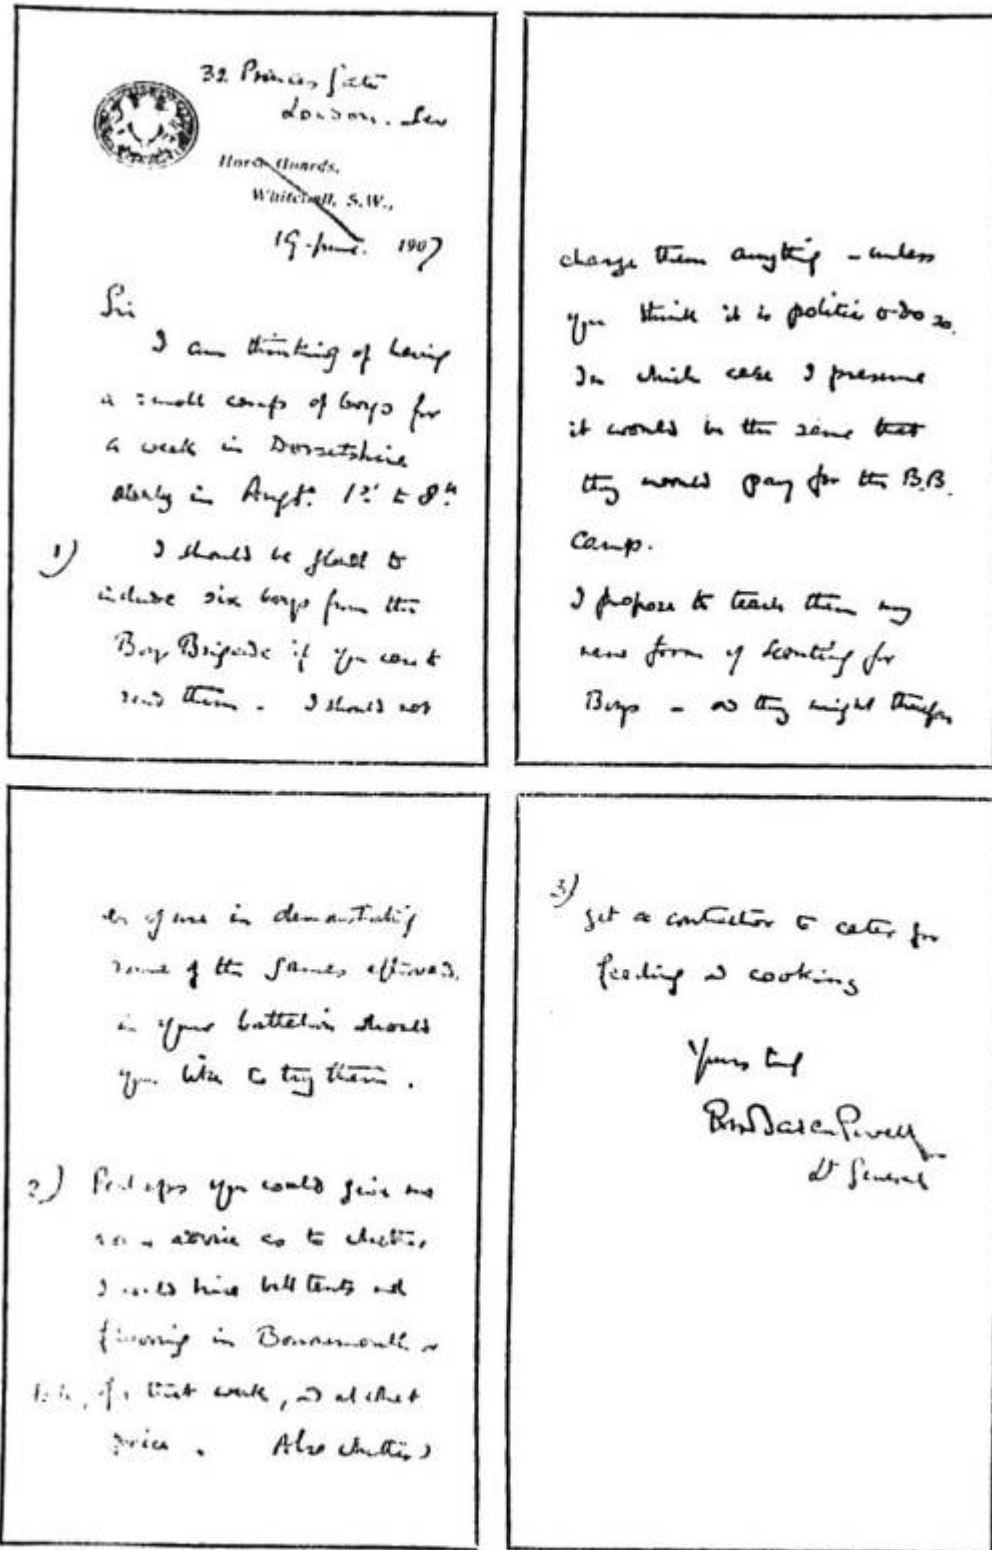 32 Princes Gate
London. SW
Horse Guards,
Whitehall, S.W.,
19 June. 1907
Sir
I am thinking of having
a small camp of boys for
a week in Dorsetshire
early in Augst. 1st to 8th
1) I should be glad to
include six boys from the
Boys Brigade if you care to
send them. I should not
charge them anything - unless
you think it is politic to do so.
In which case I presume
it would be the same that
they would pay for the B.B.
Camp.
I propose to teach them my
new form of Scouting for
Boys - and they might therefore
be of use in demonstrating
some of the games afterwards
in your battalion should
you like to try them.
2) Perhaps you could give me
some advice as to whether
I could hire bell tents and
flooring in Bournemouth or
Poole, for that week, and at what
price. Also whether I
3) get a contractor to cater for
feeding and cooking
Yours truly
R.S.S. Baden Powell
Lt General